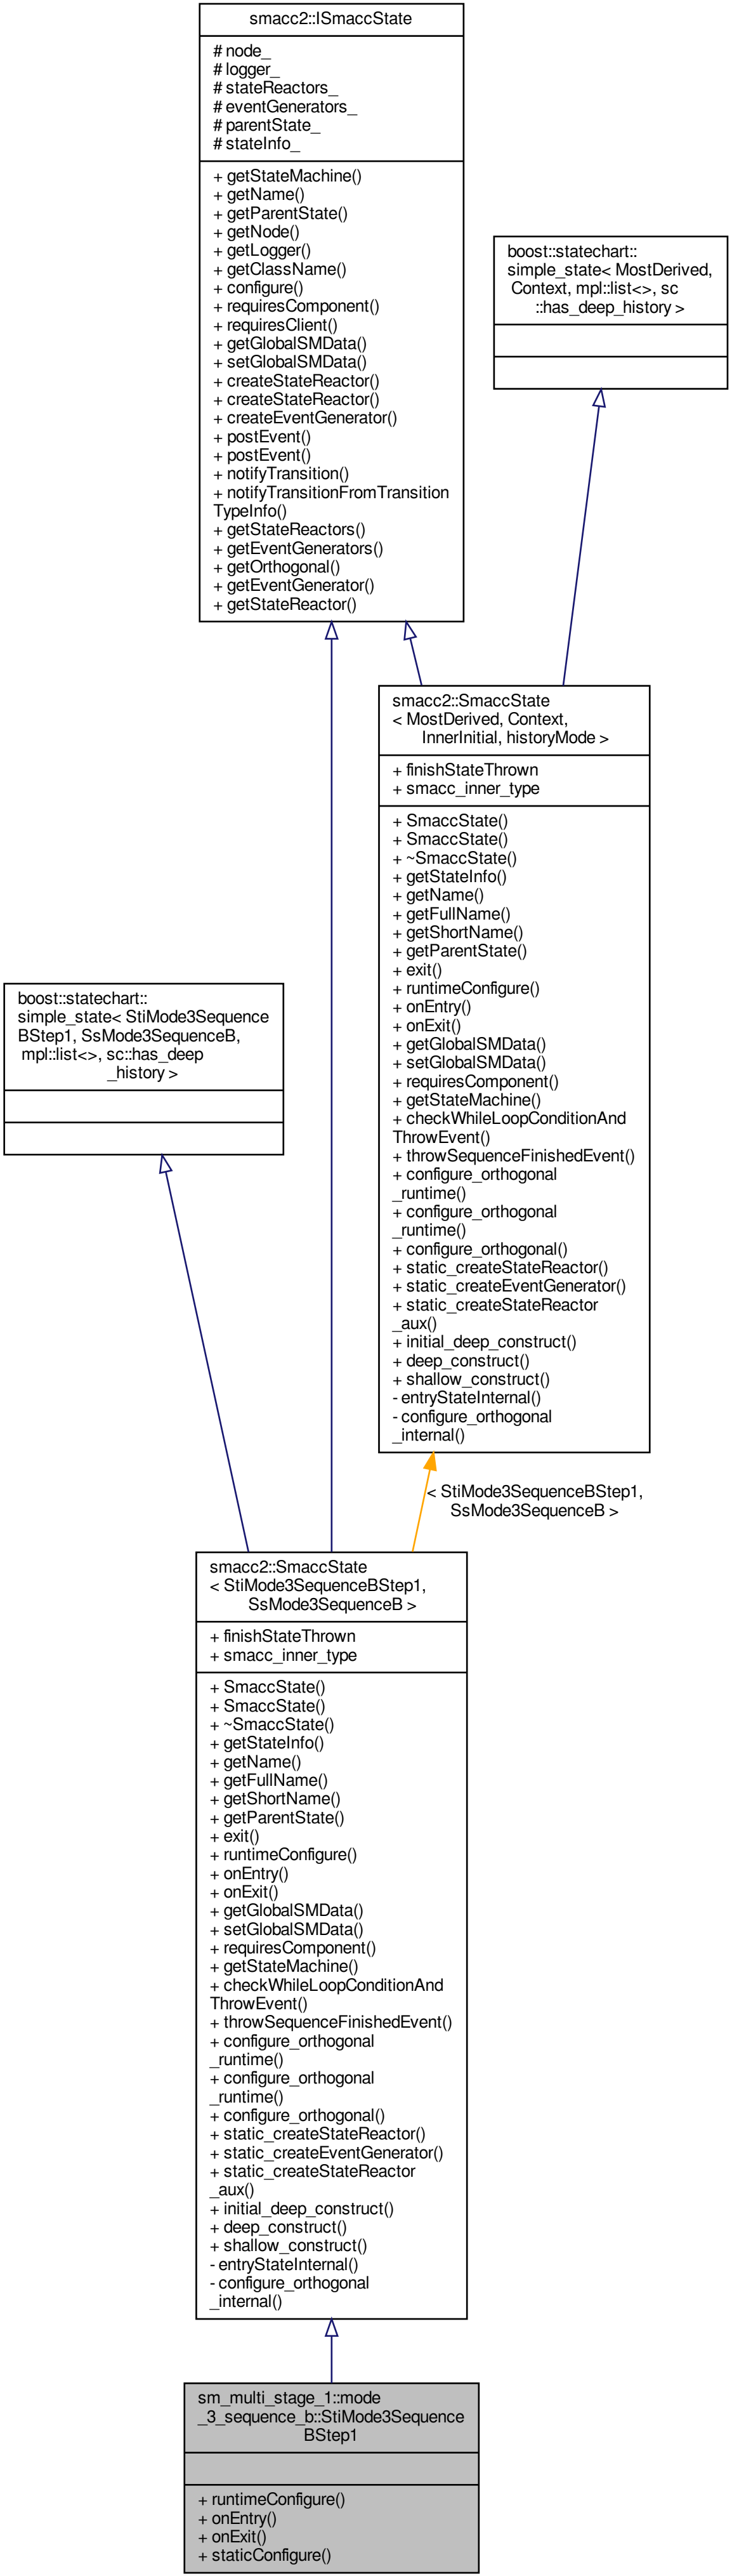 smacc2::ISmaccState
# node_
# logger_
# stateReactors_
# eventGenerators_
# parentState_
# stateInfo_
+ getStateMachine()
+ getName()
+ getParentState()
+ getNode()
+ getLogger()
+ getClassName()
+ configure()
+ requiresComponent()
+ requiresClient()
+ getGlobalSMData()
+ setGlobalSMData()
+ createStateReactor()
+ createStateReactor()
+ createEventGenerator()
+ postEvent()
+ postEvent()
+ notifyTransition()
+ notifyTransitionFromTransition
TypeInfo()
+ getStateReactors()
+ getEventGenerators()
+ getOrthogonal()
+ getEventGenerator()
+ getStateReactor()
boost::statechart::
simple_state< MostDerived,
Context, mpl::list<>, sc
::has_deep_history >
smacc2::SmaccState
< MostDerived, Context,
InnerInitial, historyMode >
+ finishStateThrown
+ smacc_inner_type
+ SmaccState()
+ SmaccState()
+ ~SmaccState()
+ getStateInfo()
+ getName()
+ getFullName()
+ getShortName()
+ getParentState()
+ exit()
+ runtimeConfigure()
+ onEntry()
+ onExit()
+ getGlobalSMData()
+ setGlobalSMData()
+ requiresComponent()
+ getStateMachine()
+ checkWhileLoopConditionAnd
ThrowEvent()
+ throwSequenceFinishedEvent()
+ configure_orthogonal
_runtime()
+ configure_orthogonal
_runtime()
+ configure_orthogonal()
+ static_createStateReactor()
+ static_createEventGenerator()
+ static_createStateReactor
_aux()
+ initial_deep_construct()
+ deep_construct()
+ shallow_construct()
- entryStateInternal()
- configure_orthogonal
_internal()
boost::statechart::
simple_state< StiMode3Sequence
BStep1, SsMode3SequenceB,
mpl::list<>, sc::has_deep
_history >
< StiMode3SequenceBStep1,
SsMode3SequenceB >
smacc2::SmaccState
< StiMode3SequenceBStep1,
SsMode3SequenceB >
+ finishStateThrown
+ smacc_inner_type
+ SmaccState()
+ SmaccState()
+ ~SmaccState()
+ getStateInfo()
+ getName()
+ getFullName()
+ getShortName()
+ getParentState()
+ exit()
+ runtimeConfigure()
+ onEntry()
+ onExit()
+ getGlobalSMData()
+ setGlobalSMData()
+ requiresComponent()
+ getStateMachine()
+ checkWhileLoopConditionAnd
ThrowEvent()
+ throwSequenceFinishedEvent()
+ configure_orthogonal
_runtime()
+ configure_orthogonal
_runtime()
+ configure_orthogonal()
+ static_createStateReactor()
+ static_createEventGenerator()
+ static_createStateReactor
_aux()
+ initial_deep_construct()
+ deep_construct()
+ shallow_construct()
- entryStateInternal()
- configure_orthogonal
_internal()
sm_multi_stage_1::mode
_3_sequence_b::StiMode3Sequence
BStep1
+ runtimeConfigure()
+ onEntry()
+ onExit()
+ staticConfigure()